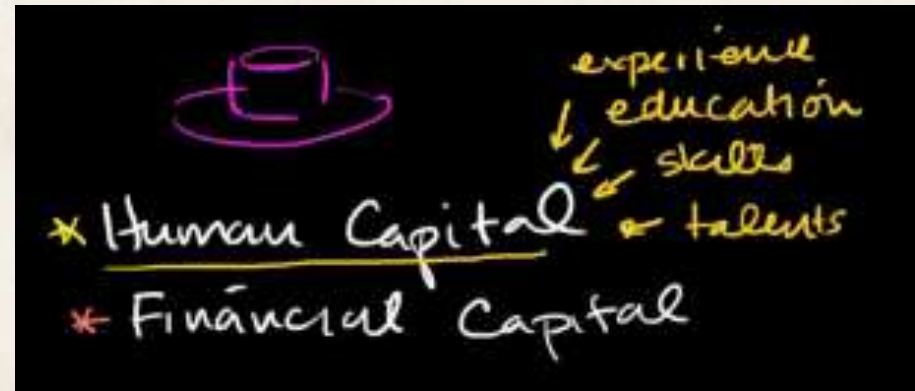 experience
education
skills
* Human Capital talents
* Financial Capital